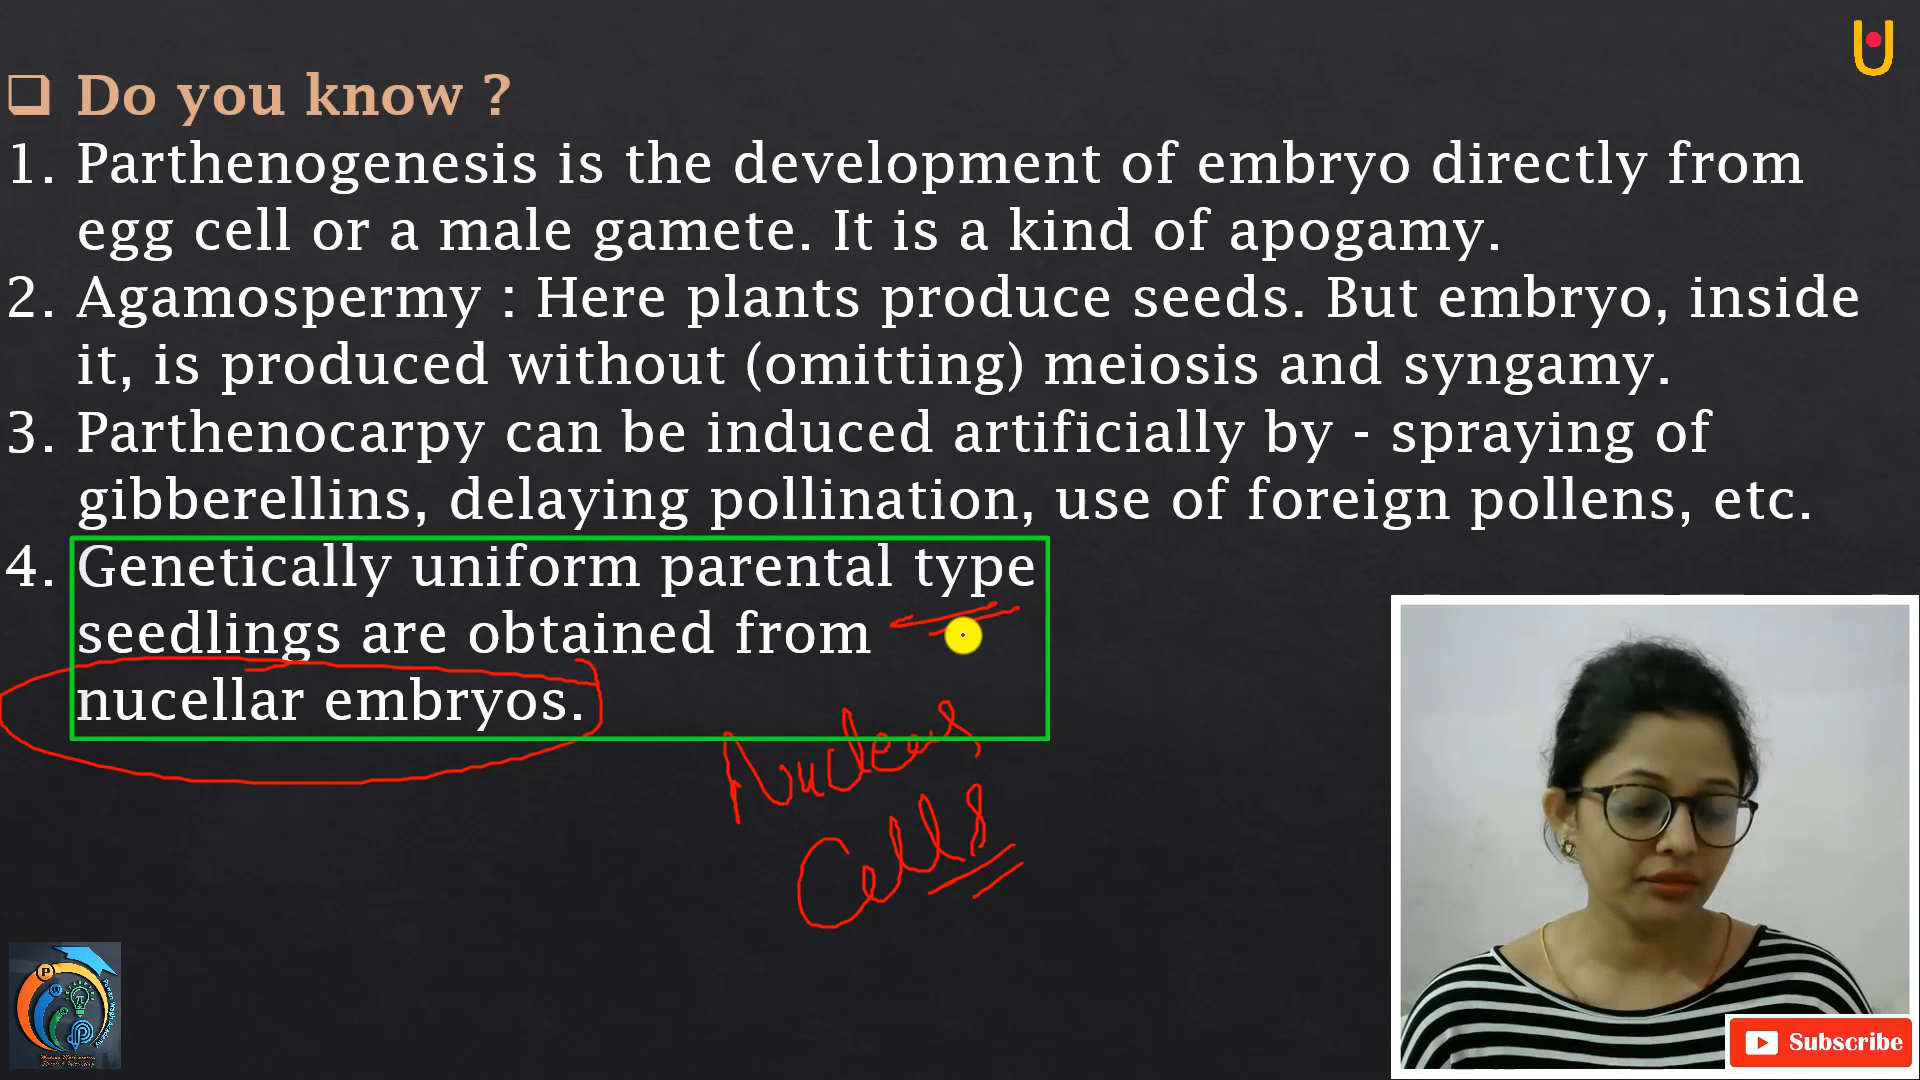 ❑ Do you know ?
1. Parthenogenesis is the development of embryo directly from
egg cell or a male gamete. It is a kind of apogamy.
2. Agamospermy : Here plants produce seeds. But embryo, inside
it, is produced without (omitting) meiosis and syngamy.
3. Parthenocarpy can be induced artificially by - spraying of
gibberellins, delaying pollination, use of foreign pollens, etc.
4. Genetically uniform parental type
seedlings are obtained from
nucellar embryos.
Cells
Subscribe